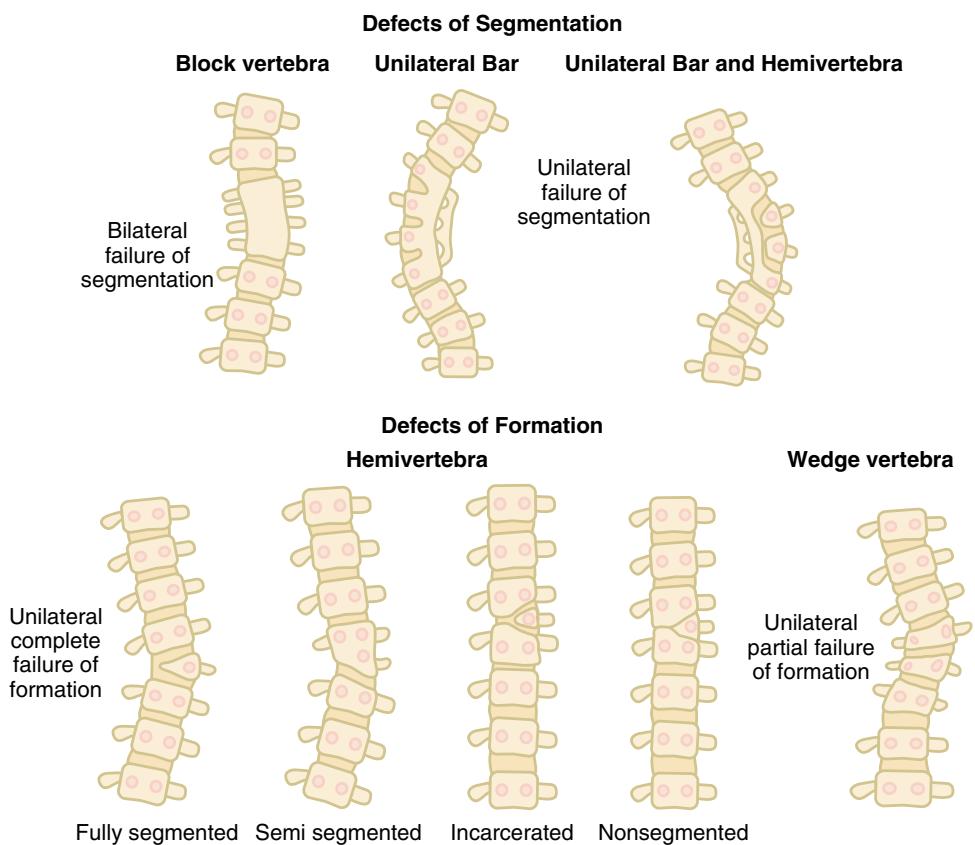 Defects of Segmentation
Block vertebra
Unilateral Bar
Unilateral Bar and Hemivertebra
Bilateral
failure of
segmentation
Unilateral
failure of
segmentation
Defects of Formation
Hemivertebra
Wedge vertebra
Unilateral
complete
failure of
formation
Unilateral
partial failure
of formation
Fully segmented
Semi segmented
Incarcerated
Nonsegmented